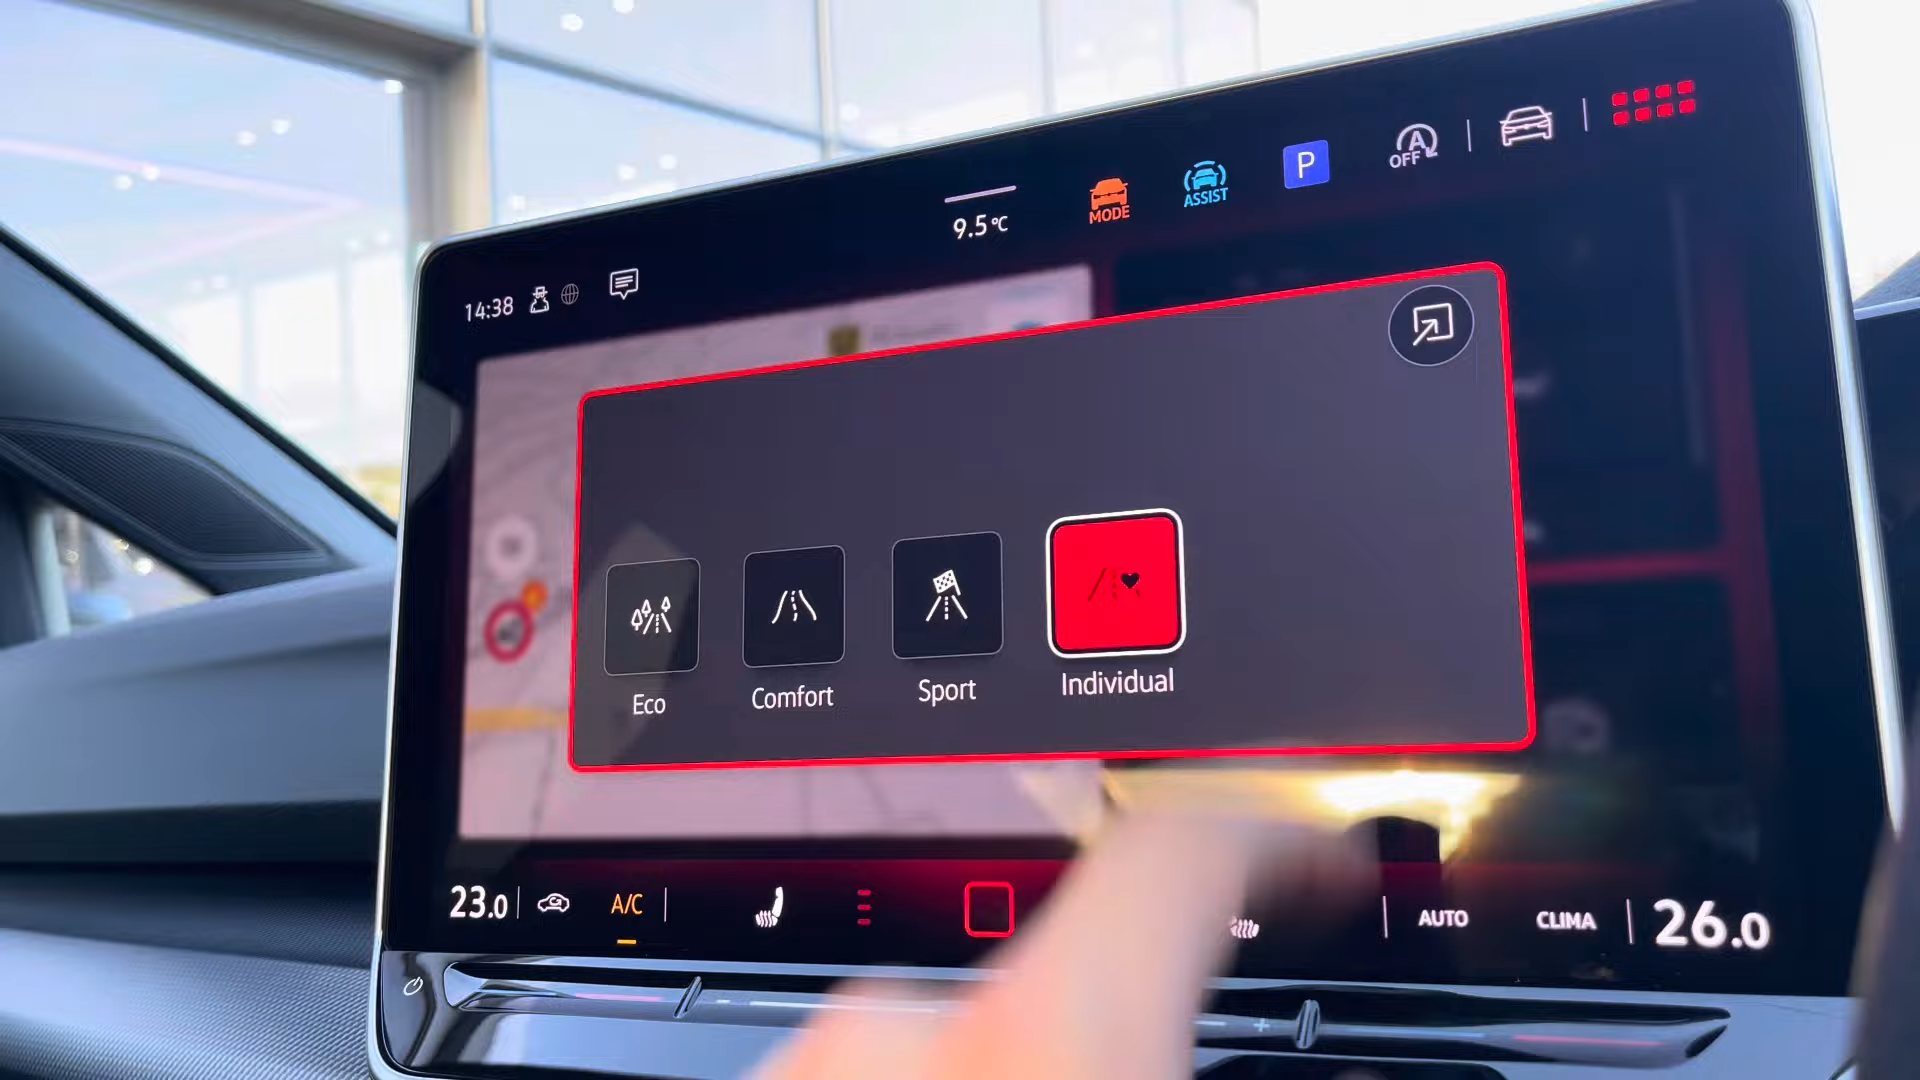 9.5°C
MODE
ASSIST
P
A
OFF
14:38
Eco
Comfort
Sport
Individual
23.0
A/C
AUTO
CLIMA
26.0